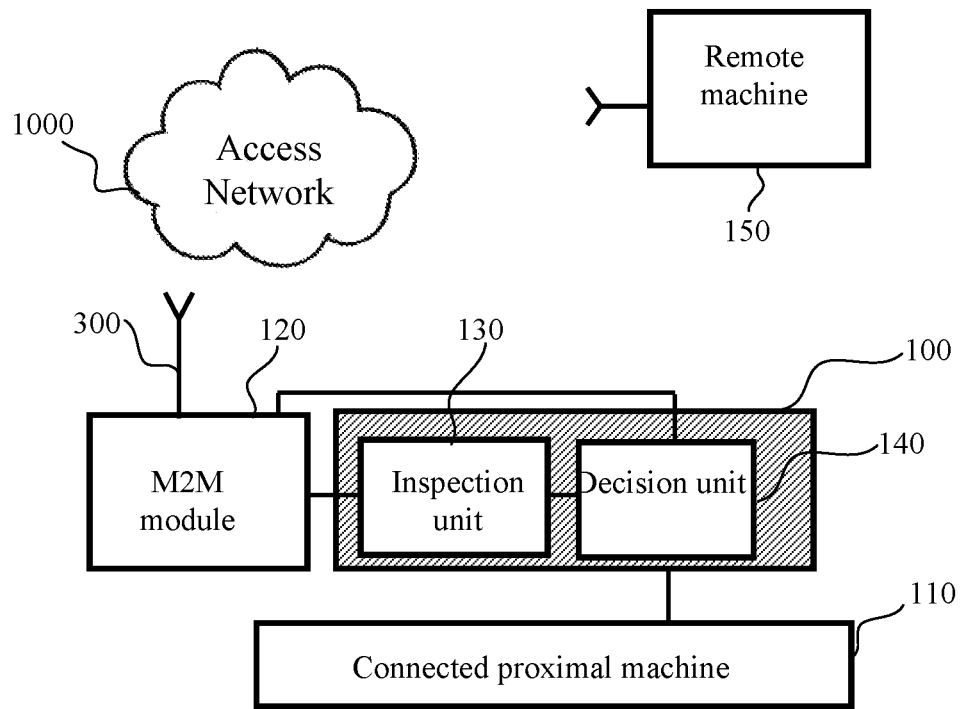 Remote
machine
1000
Access
Network
150
300
120
130
100
M2M
module
Inspection
unit
Decision unit
140
110
Connected proximal machine